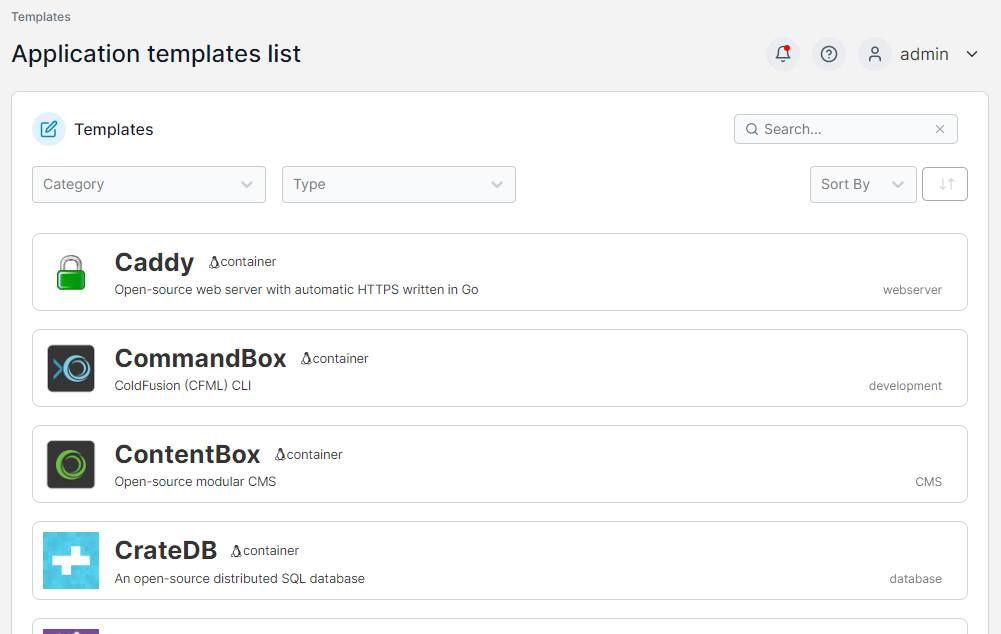 Templates
Application templates list
admin
Templates
Search...
Category
Type
Sort By
Caddy container
Open-source web server with automatic HTTPS written in Go
webserver
CommandBox container
ColdFusion (CFML) CLI
development
ContentBox container
Open-source modular CMS
CMS
CrateDB container
An open-source distributed SQL database
database